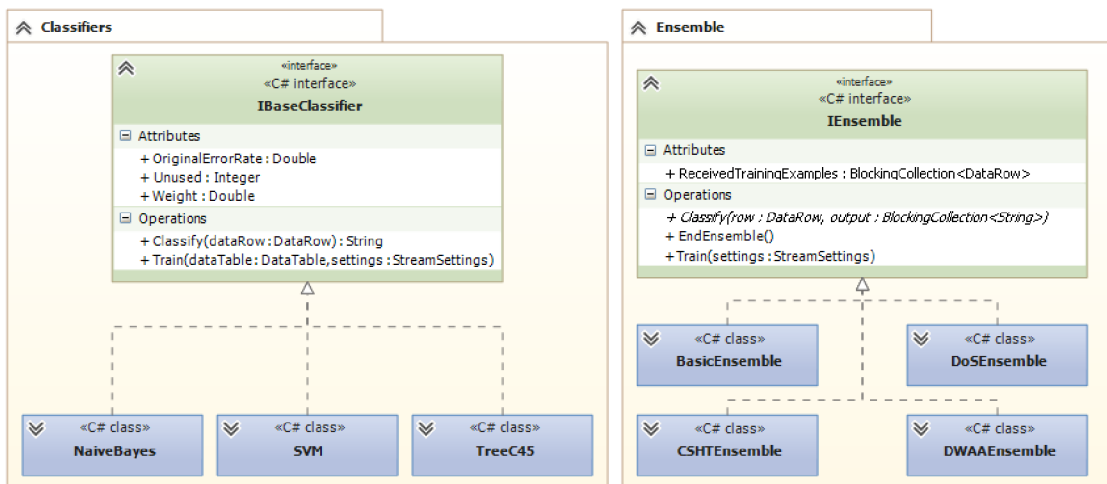 Classifiers
«interface»
«C# interface»
IBaseClassifier
Attributes
+ OriginalErrorRate : Double
+ Unused : Integer
+ Weight : Double
Operations
+ Classify(dataRow : DataRow) : String
+ Train(dataTable : DataTable, settings : StreamSettings)
«C# class»
NaiveBayes
«C# class»
SVM
«C# class»
TreeC45
Ensemble
«interface»
«C# interface»
IEnsemble
Attributes
+ ReceivedTrainingExamples : BlockingCollection<DataRow>
Operations
+ Classify(row : DataRow, output : BlockingCollection<String>)
+ EndEnsemble()
+ Train(settings : StreamSettings)
«C# class»
BasicEnsemble
«C# class»
DoSEnsemble
«C# class»
CSHTEnsemble
«C# class»
DWAAEnsemble